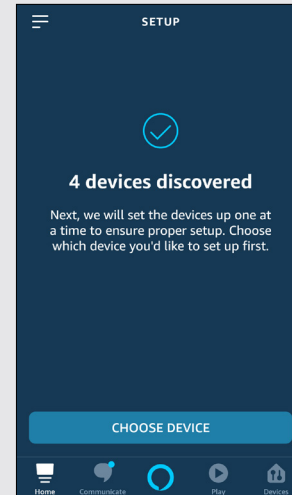 SETUP
4 devices discovered
Next, we will set the devices up one at
a time to ensure proper setup. Choose
which device you'd like to set up first.
CHOOSE DEVICE
Home Communicate Play Devices